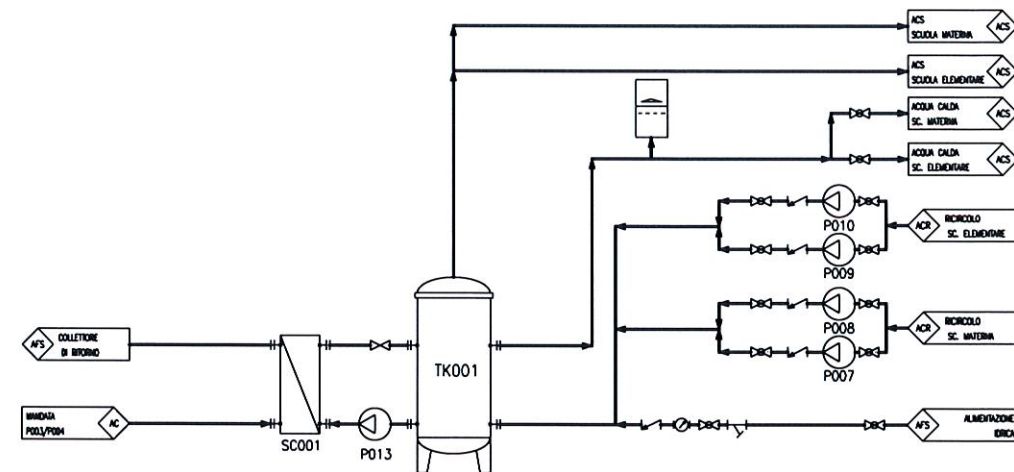 ACS
SCUOLA MATERNA
ACS
ACS
SCUOLA ELEMENTARE
ACS
ACQUA CALDA
SC. MATERNA
ACS
ACQUA CALDA
SC. ELEMENTARE
ACS
P010
ACR
RICIRCOLO
SC. ELEMENTARE
P009
P008
ACR
RICIRCOLO
SC. MATERNA
P007
AFS
COLLETTORE
DI RITORNO
TK001
MANDATA
P003/P004
AC
SC001
P013
AFS
ALIMENTAZIONE
IDRICA